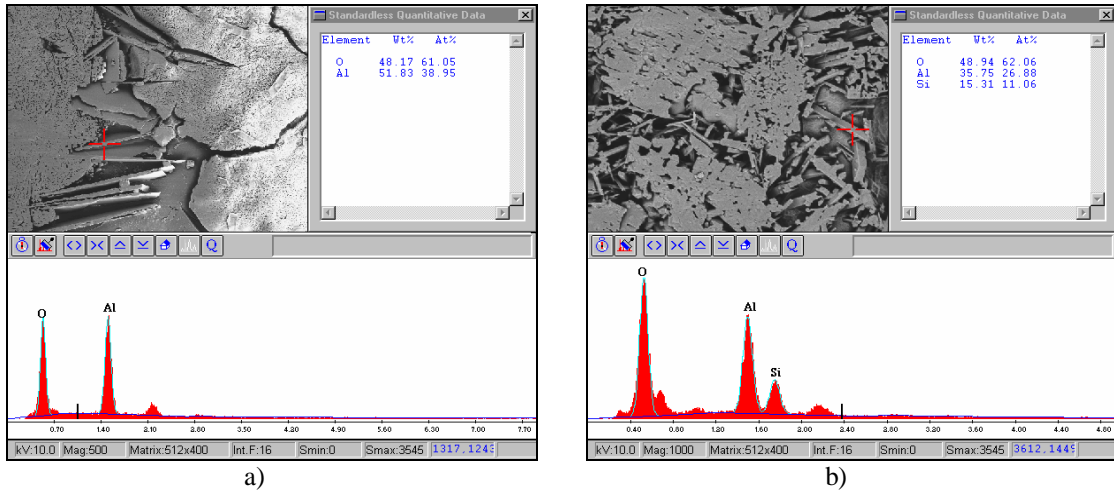 Standardless Quantitative Data
Element Wt% At%
O 48.17 61.05
Al 51.83 38.95
Q
O
Al
0.70 1.40 2.10 2.80 3.50 4.20 4.90 5.60 6.30 7.00 7.70
kV:10.0 Mag:500 Matrix:512x400 Int.F:16 Smin:0 Smax:3545 1317,1243
a)
Standardless Quantitative Data
Element Wt% At%
O 48.94 62.06
Al 35.75 26.88
Si 15.31 11.06
Q
O
Al
Si
0.40 0.80 1.20 1.60 2.00 2.40 2.80 3.20 3.60 4.00 4.40 4.80
kV:10.0 Mag:1000 Matrix:512x400 Int.F:16 Smin:0 Smax:3545 3612,1449
b)